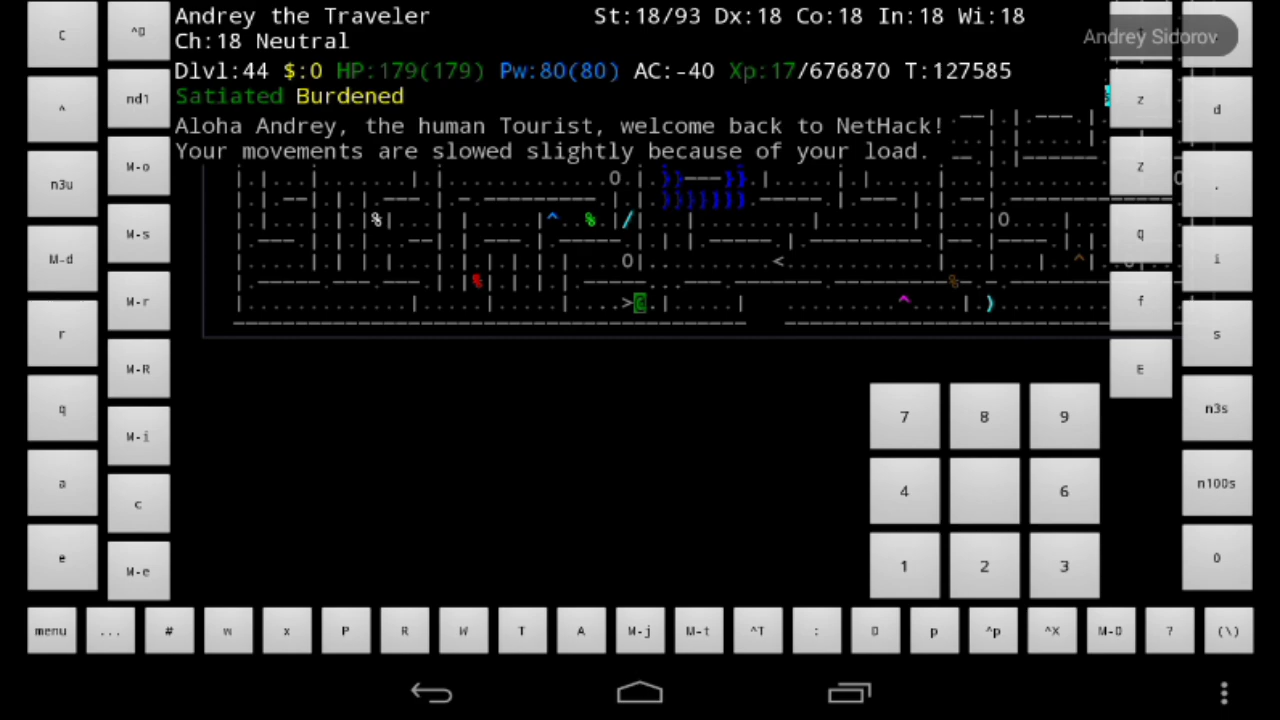 Andrey the Traveler St:18/93 Dx:18 Co:18 In:18 Wi:18
Ch:18 Neutral
Andrey Sidorov
Dlvl:44 $:0 HP:179(179) Pw:80(80) AC:-40 Xp:17/676870 T:127585
Satiated Burdened
Aloha Andrey, the human Tourist, welcome back to NetHack!
Your movements are slowed slightly because of your load.
C
^
n3u
M-d
r
q
a
e
^D
nd1
M-o
M-s
M-r
M-R
M-i
c
M-e
z
Z
q
f
E
d
.
i
s
n3s
n100s
0
7 8 9
4 6
1 2 3
menu ... # w x P R W T A M-j M-t ^T : D p ^p ^X M-O ? (\)